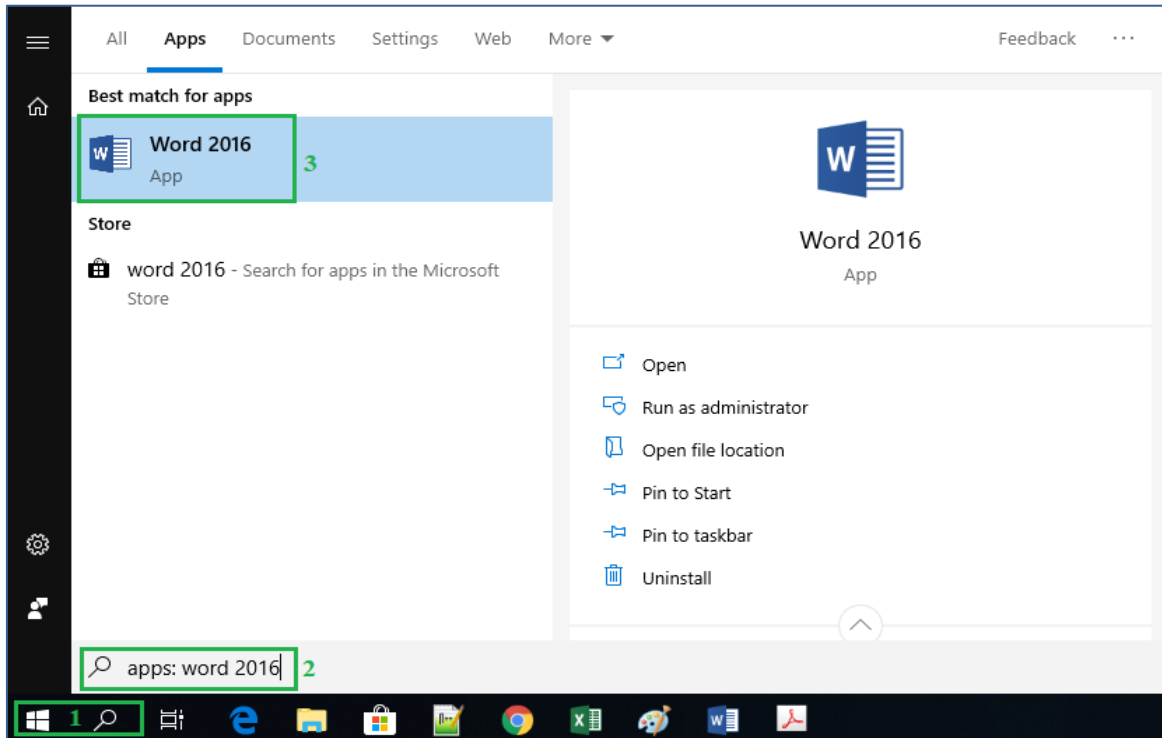 All Apps Documents Settings Web More Feedback ...
Best match for apps
Word 2016
App
3
Store
word 2016 - Search for apps in the Microsoft
Store
Word 2016
App
Open
Run as administrator
Open file location
Pin to Start
Pin to taskbar
Uninstall
apps: word 2016 2
1